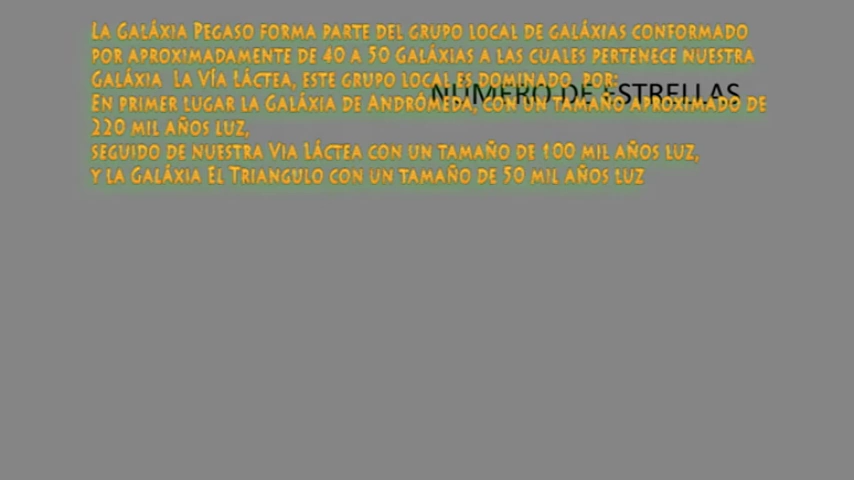 La Galáxia Pegaso forma parte del grupo local de galáxias conformado
por aproximadamente de 40 a 50 Galáxias a las cuales pertenece nuestra
Galáxia La Vía Láctea, este grupo local es dominado por:
NÚMERO DE ESTRELLAS
En primer lugar la Galáxia de Andrómeda, con un tamaño aproximado de
220 mil años luz,
seguido de nuestra Via Láctea con un tamaño de 100 mil años luz,
y la Galáxia El Triangulo con un tamaño de 50 mil años luz